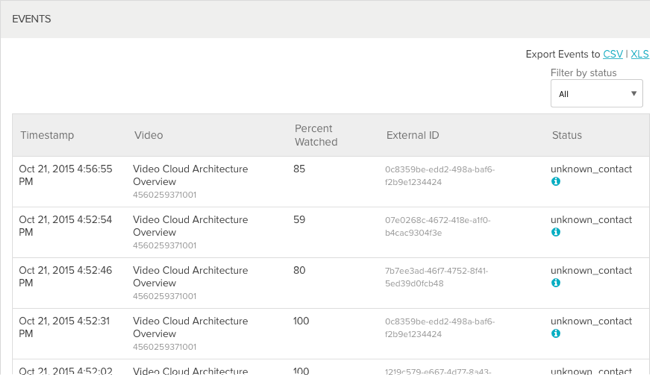 EVENTS
Export Events to CSV | XLS
Filter by status
All
Timestamp Video Percent Watched External ID Status
Oct 21, 2015 4:56:55 PM
Video Cloud Architecture Overview
4560259371001
85
0c8359be-edd2-498a-baf6-
f2b9e1234424
unknown_contact
Oct 21, 2015 4:52:54 PM
Video Cloud Architecture Overview
4560259371001
59
07e0268c-4672-418e-a1f0-
b4cac9304f3e
unknown_contact
Oct 21, 2015 4:52:46 PM
Video Cloud Architecture Overview
4560259371001
80
7b7ee3ad-46f7-4752-8f41-
5ed39d0fcb48
unknown_contact
Oct 21, 2015 4:52:31 PM
Video Cloud Architecture Overview
4560259371001
100
0c8359be-edd2-498a-baf6-
f2b9e1234424
unknown_contact
Oct 21, 2015 4:52:02
Video Cloud Architecture
100
1219c579-e667-4d77-8a43-
unknown_contact